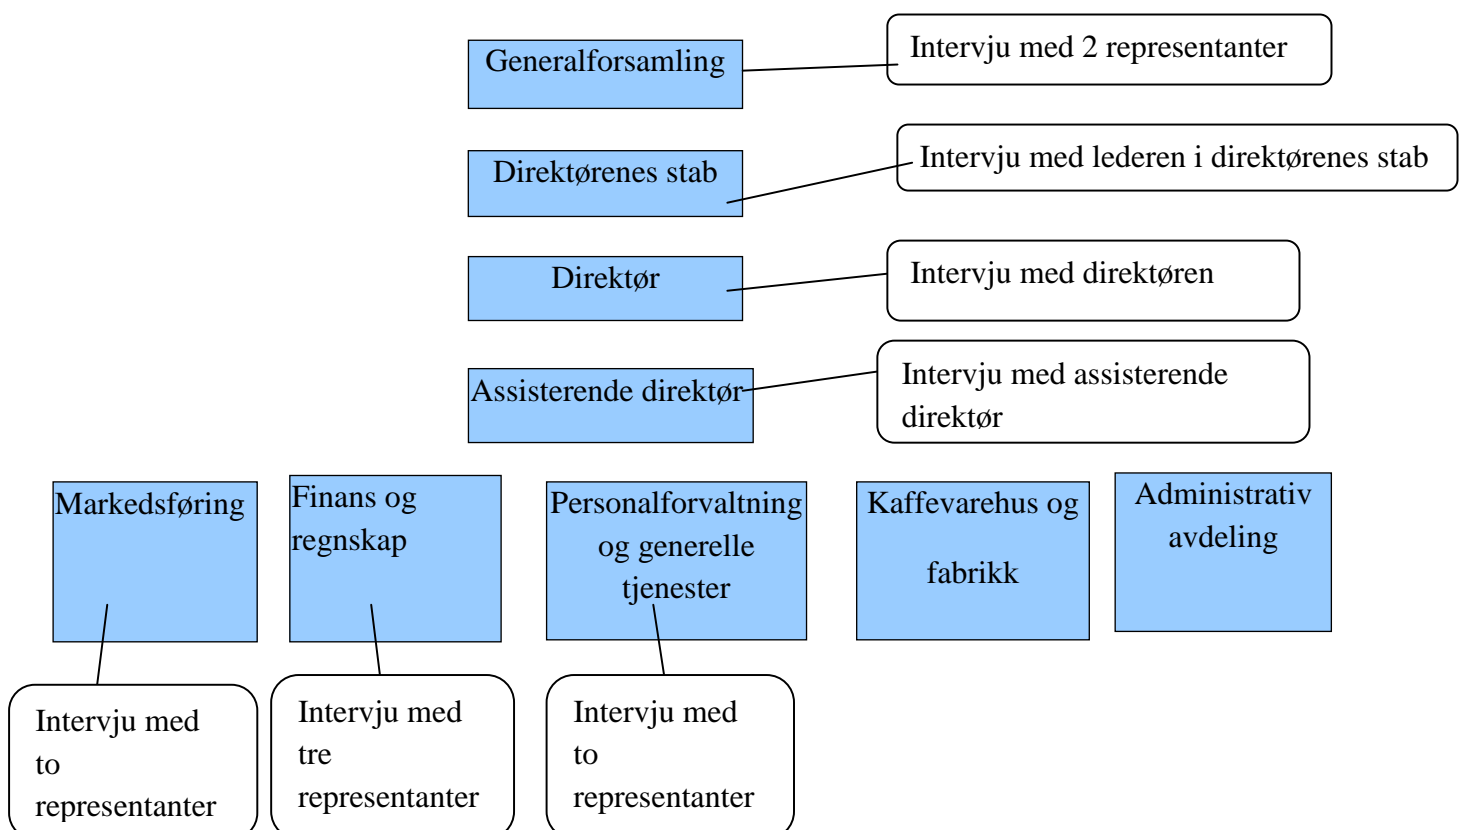 Generalforsamling
Intervju med 2 representanter
Direktørenes stab
Intervju med lederen i direktørenes stab
Direktør
Intervju med direktøren
Assisterende direktør
Intervju med assisterende
direktør
Markedsføring
Finans og
regnskap
Personalforvaltning
og generelle
tjenester
Kaffevarehus og
fabrikk
Administrativ
avdeling
Intervju med
to
representanter
Intervju med
tre
representanter
Intervju med
to
representanter